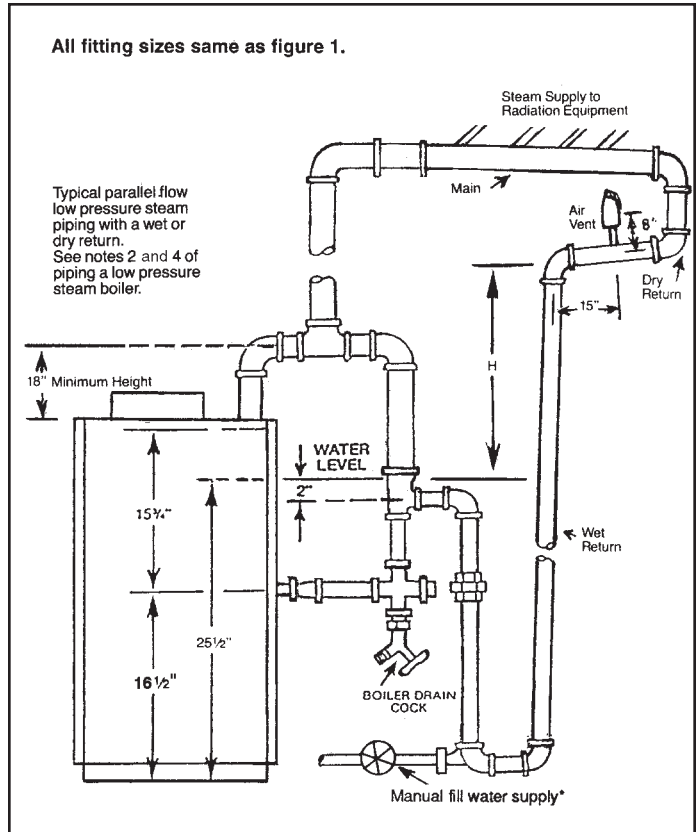 All fitting sizes same as figure 1.
Steam Supply to
Radiation Equipment
Main
Typical parallel flow
low pressure steam
piping with a wet or
dry return.
See notes 2 and 4 of
piping a low pressure
steam boiler.
Air
Vent
8"
Dry
Return
15"
H
18" Minimum Height
WATER
LEVEL
2"
15¾"
Wet
Return
25½"
16½"
BOILER DRAIN
COCK
Manual fill water supply*